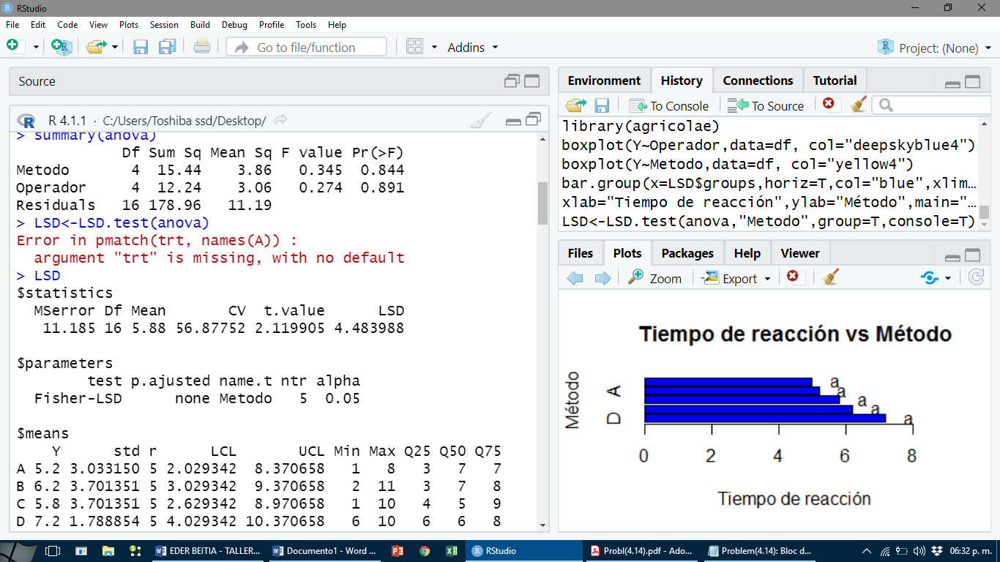 RStudio
File Edit Code View Plots Session Build Debug Profile Tools Help
Go to file/function Addins Project: (None)
Source
R 4.1.1 · C:/Users/Toshiba ssd/Desktop/
> summary(anova)
Df Sum Sq Mean Sq F value Pr(>F)
Metodo 4 15.44 3.86 0.345 0.844
Operador 4 12.24 3.06 0.274 0.891
Residuals 16 178.96 11.19
> LSD<-LSD.test(anova)
Error in pmatch(trt, names(A)) :
argument "trt" is missing, with no default
> LSD
$statistics
MSerror Df Mean CV t.value LSD
11.185 16 5.88 56.87752 2.119905 4.483988
$parameters
test p.ajusted name.t ntr alpha
Fisher-LSD none Metodo 5 0.05
$means
Y std r LCL UCL Min Max Q25 Q50 Q75
A 5.2 3.033150 5 2.029342 8.370658 1 8 3 7 7
B 6.2 3.701351 5 3.029342 9.370658 2 11 3 7 8
C 5.8 3.701351 5 2.629342 8.970658 1 10 4 5 9
D 7.2 1.788854 5 4.029342 10.370658 6 10 6 6 8
Environment History Connections Tutorial
To Console To Source
library(agricolae)
boxplot(Y~Operador,data=df, col="deepskyblue4")
boxplot(Y~Metodo,data=df, col="yellow4")
bar.group(x=LSD$groups,horiz=T,col="blue",xlim…
xlab="Tiempo de reacción",ylab="Método",main="…
LSD<-LSD.test(anova,"Metodo",group=T,console=T)
Files Plots Packages Help Viewer
Zoom Export
Tiempo de reacción vs Método
Método
A
D
a
a
a
a
a
0 2 4 6 8
Tiempo de reacción
EDER BEITIA - TALLER... Documento1 - Word ... RStudio Probl(4.14).pdf - Ado... Problem(4.14): Bloc d... 06:32 p. m.